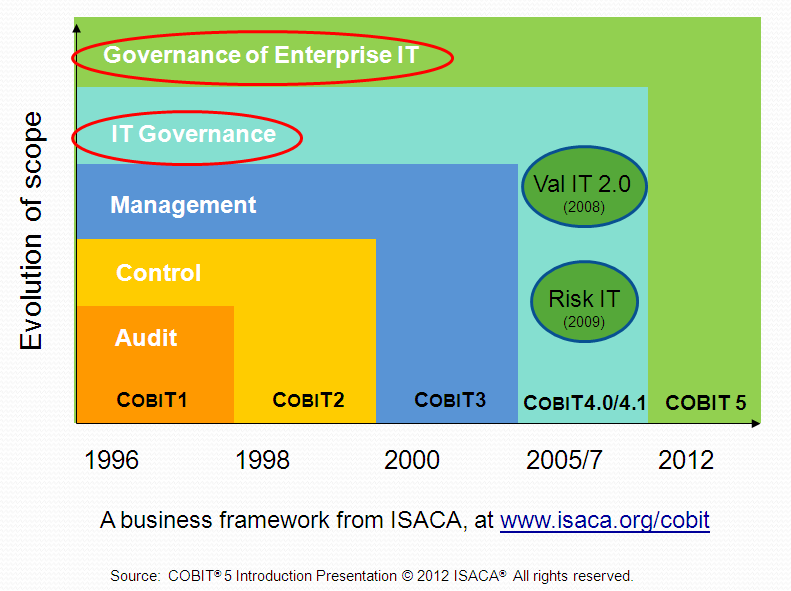 Evolution of scope
Governance of Enterprise IT
IT Governance
Management
Control
Audit
Val IT 2.0
(2008)
Risk IT
(2009)
COBIT1
COBIT2
COBIT3
COBIT4.0/4.1
COBIT 5
1996
1998
2000
2005/7
2012
A business framework from ISACA, at www.isaca.org/cobit
Source: COBIT® 5 Introduction Presentation © 2012 ISACA® All rights reserved.